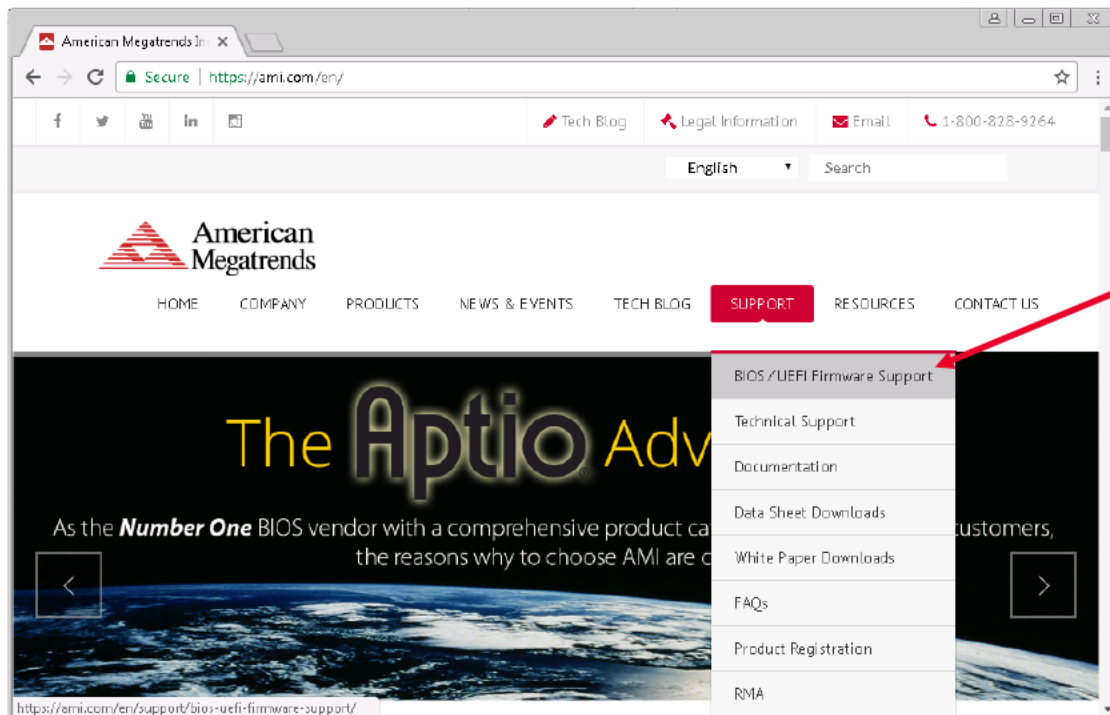 American Megatrends In
Secure | https://ami.com/en/
Tech Blog Legal Information Email 1-800-828-9264
English Search
American
Megatrends
HOME COMPANY PRODUCTS NEWS & EVENTS TECH BLOG SUPPORT RESOURCES CONTACT US
BIOS/UEFI Firmware Support
Technical Support
Documentation
Data Sheet Downloads
White Paper Downloads
FAQs
Product Registration
RMA
The Aptio Adv
As the Number One BIOS vendor with a comprehensive product ca customers,
the reasons why to choose AMI are c
https://ami.com/en/support/bios-uefi-firmware-support/